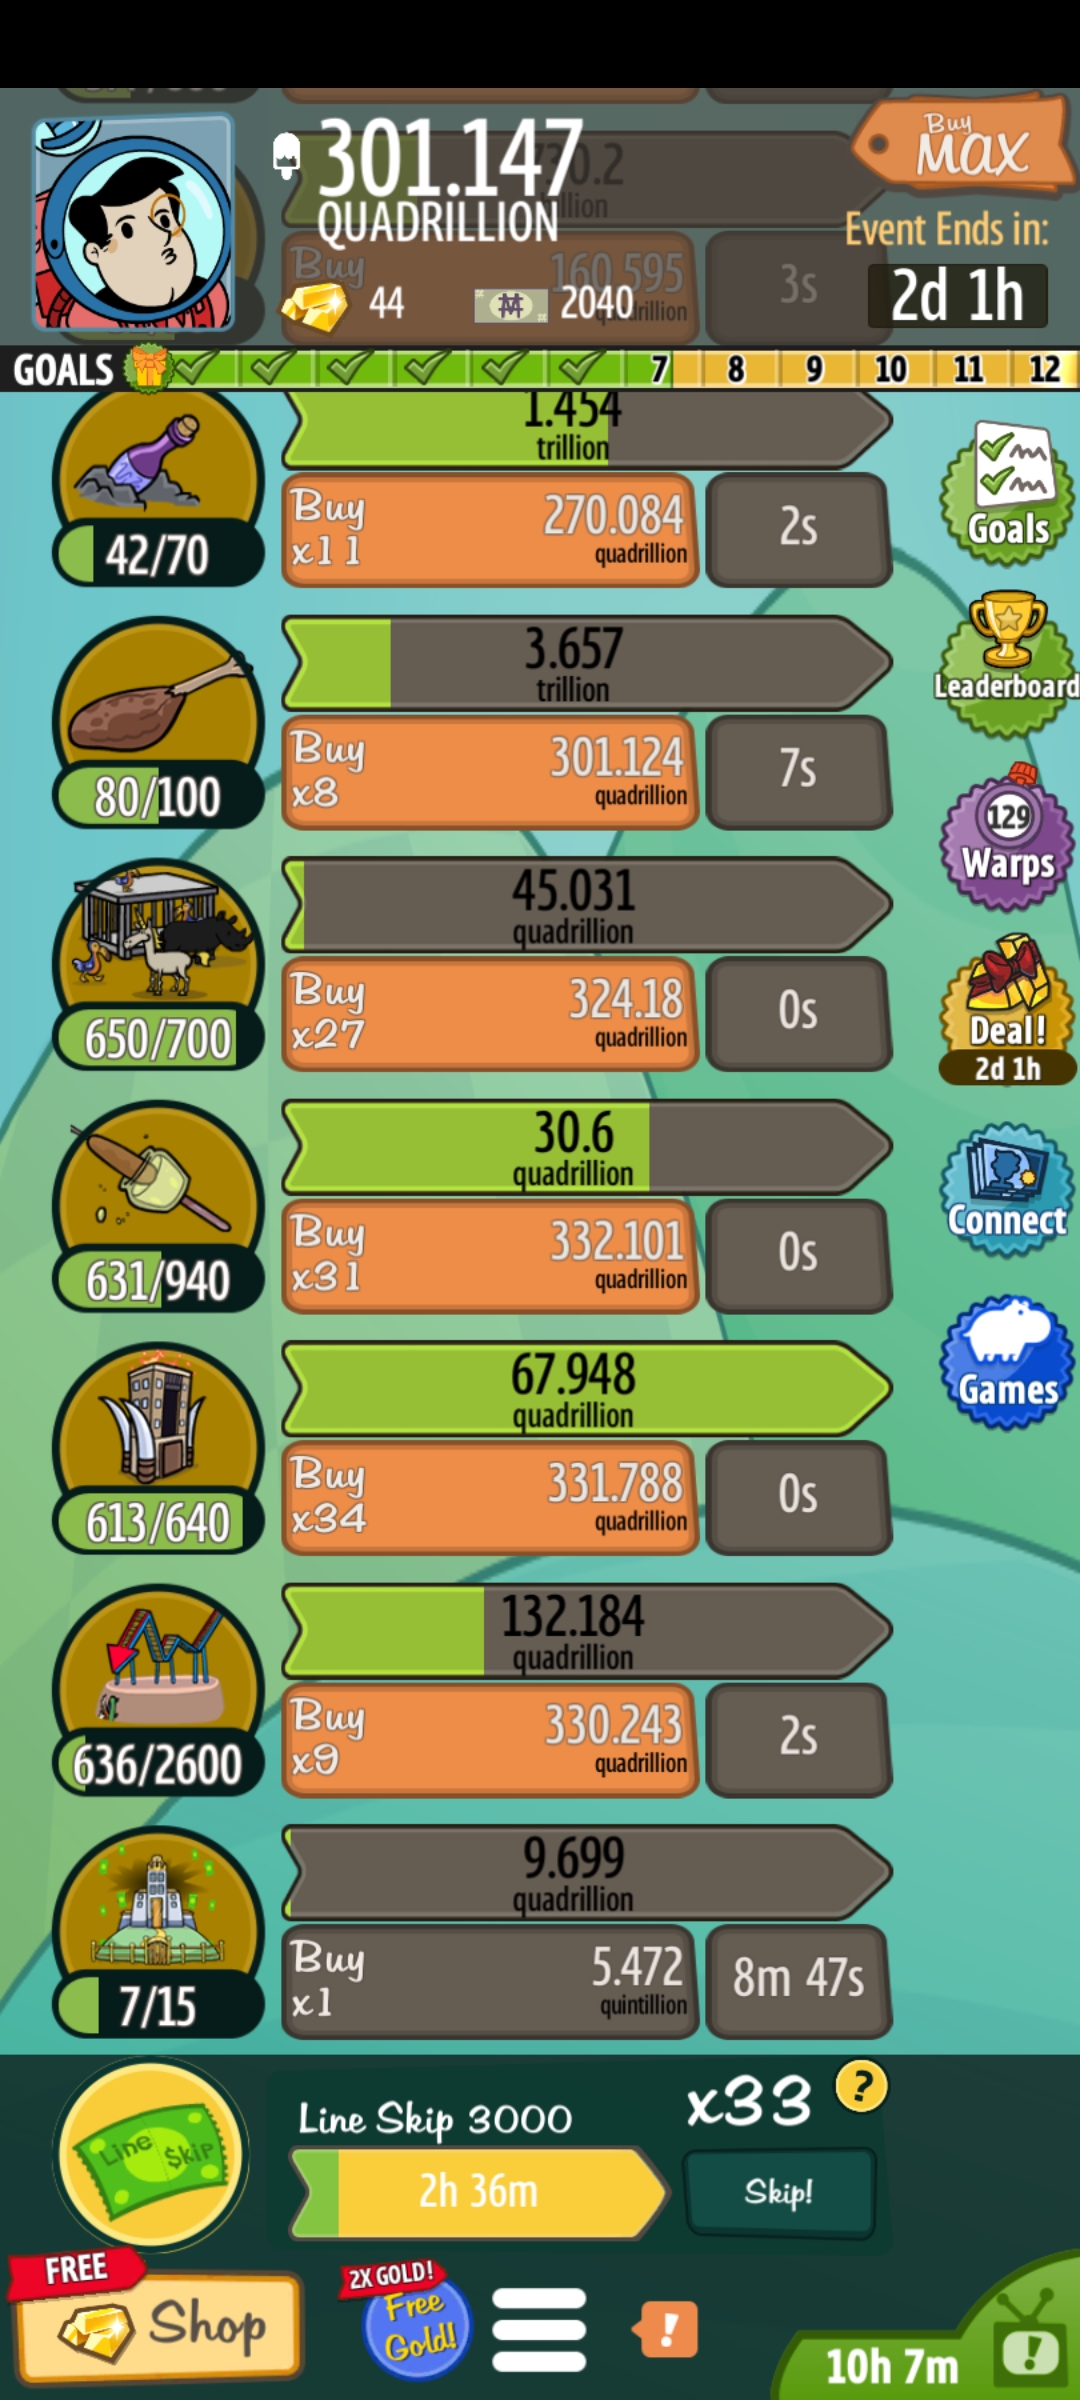 301.147
QUADRILLION
Buy
MAX
Event Ends in:
2d 1h
Buy
160.595
3s
44
2040
GOALS
7
8
9
10
11
12
1.454
trillion
42/70
Buy
x11
270.084
quadrillion
2s
Goals
3.657
trillion
80/100
Buy
x8
301.124
quadrillion
7s
Leaderboard
45.031
quadrillion
650/700
Buy
x27
324.18
quadrillion
0s
129
Warps
Deal!
2d 1h
30.6
quadrillion
631/940
Buy
x31
332.101
quadrillion
0s
Connect
67.948
quadrillion
613/640
Buy
x34
331.788
quadrillion
0s
Games
132.184
quadrillion
636/2600
Buy
x9
330.243
quadrillion
2s
9.699
quadrillion
7/15
Buy
x1
5.472
quintillion
8m 47s
Line $kip
Line Skip 3000
2h 36m
x33
?
Skip!
FREE
Shop
2X GOLD!
Free
Gold!
!
10h 7m
!